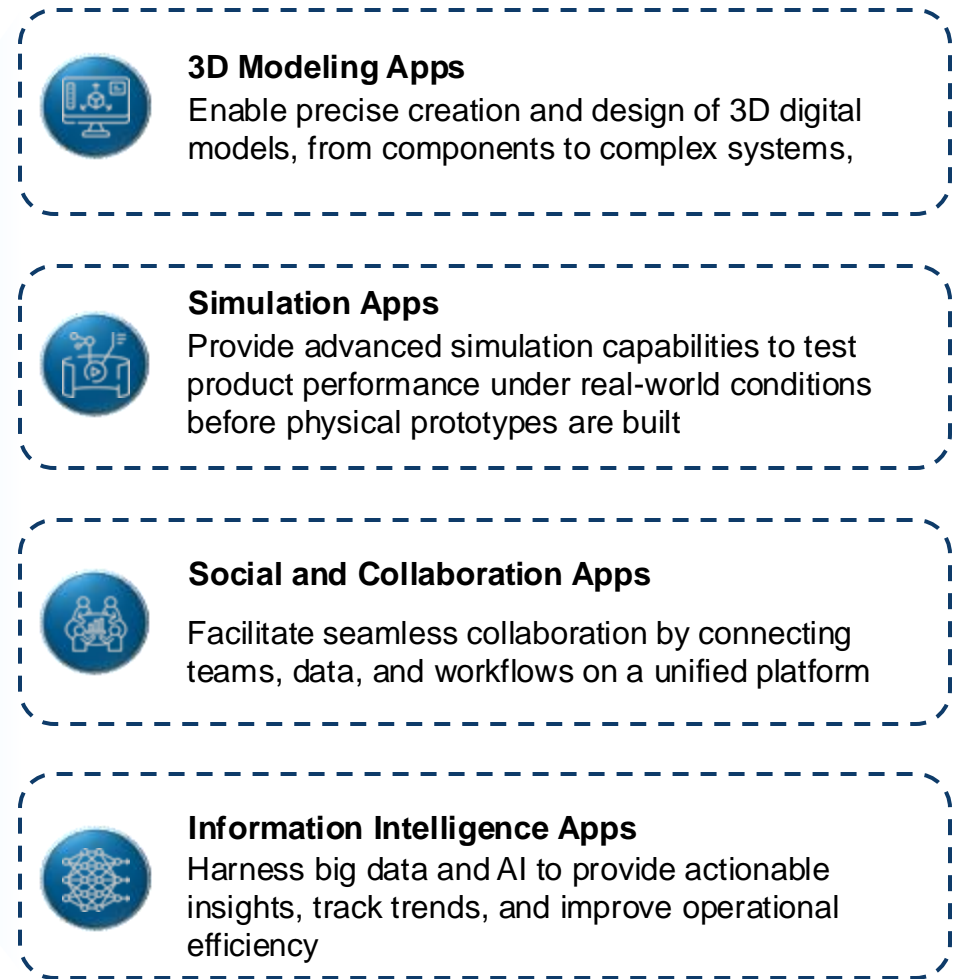 3D Modeling Apps
Enable precise creation and design of 3D digital
models, from components to complex systems,
Simulation Apps
Provide advanced simulation capabilities to test
product performance under real-world conditions
before physical prototypes are built
Social and Collaboration Apps
Facilitate seamless collaboration by connecting
teams, data, and workflows on a unified platform
Information Intelligence Apps
Harness big data and AI to provide actionable
insights, track trends, and improve operational
efficiency